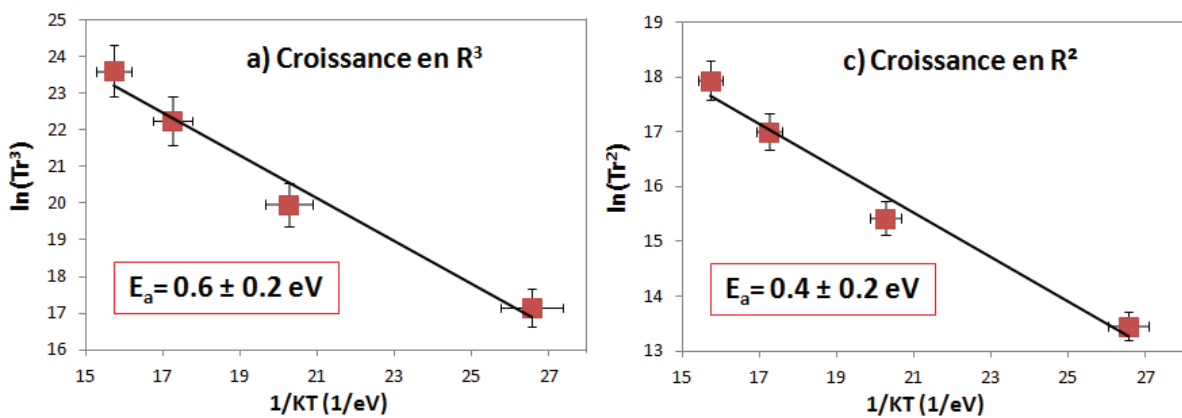 a) Croissance en R³
ln(Tr³)
25
24
23
22
21
20
19
18
17
16
Eₐ= 0.6 ± 0.2 eV
15 17 19 21 23 25 27
1/KT (1/eV)
c) Croissance en R²
ln(Tr²)
19
18
17
16
15
14
13
Eₐ= 0.4 ± 0.2 eV
15 17 19 21 23 25 27
1/KT (1/eV)